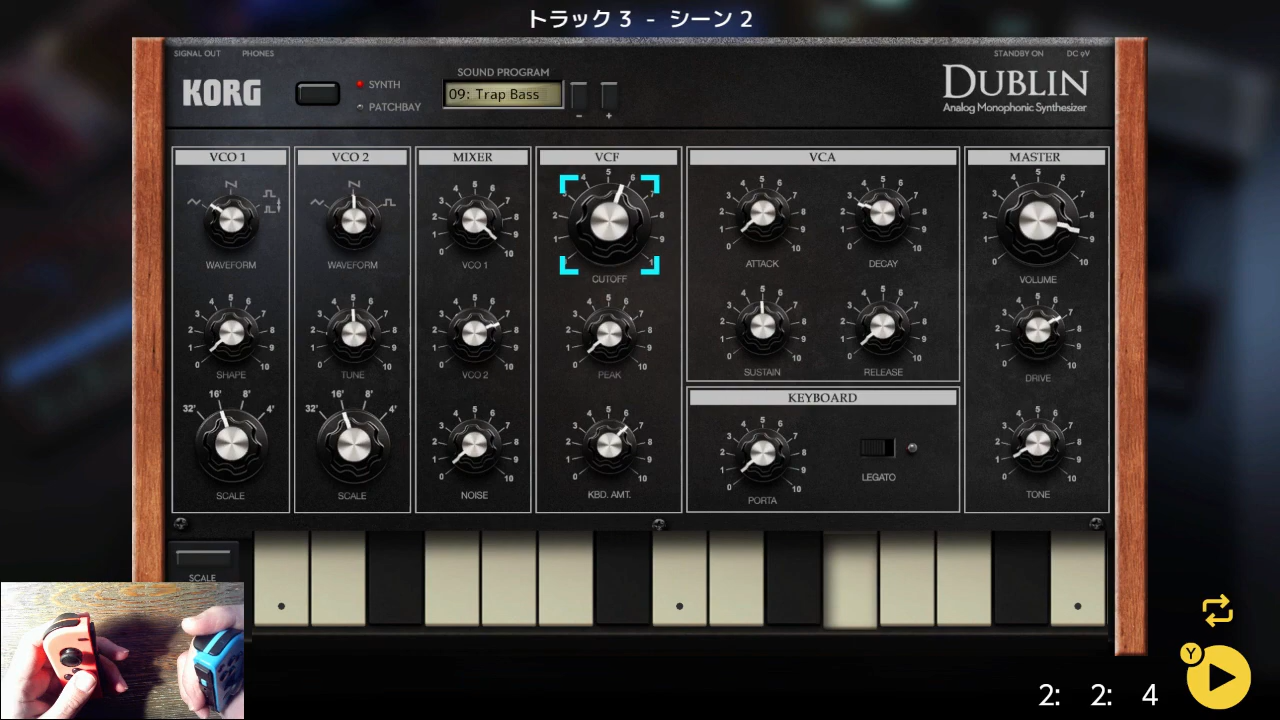 トラック 3 - シーン 2
SIGNAL OUT PHONES STANDBY ON DC 9V
KORG
SYNTH
PATCHBAY
SOUND PROGRAM
09: Trap Bass
- +
DUBLIN
Analog Monophonic Synthesizer
VCO 1 VCO 2 MIXER VCF VCA MASTER
WAVEFORM WAVEFORM VCO 1 CUTOFF ATTACK DECAY VOLUME
SHAPE TUNE VCO 2 PEAK SUSTAIN RELEASE DRIVE
KEYBOARD
32' 16' 8' 4' 32' 16' 8' 4'
SCALE SCALE NOISE KBD. AMT. PORTA LEGATO TONE
SCALE
Y
2: 2: 4